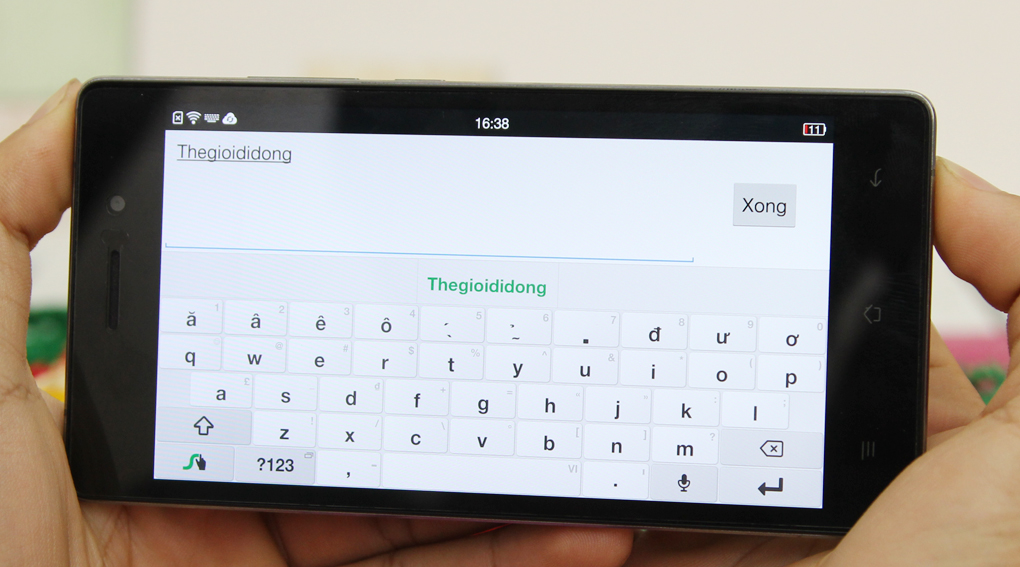 16:38
11
Thegioididong
Xong
Thegioididong
ă 1 â 2 ê 3 ô 4 ´ ` 5 ̉ ~ 6 . 7 đ 8 ư 9 ơ 0
q w @ e # r $ t % y ^ u & i * o ( p )
a £ s d đ f + g = h j k l
z ! x / c \ v b [ n ] m ?
?123 , VI .